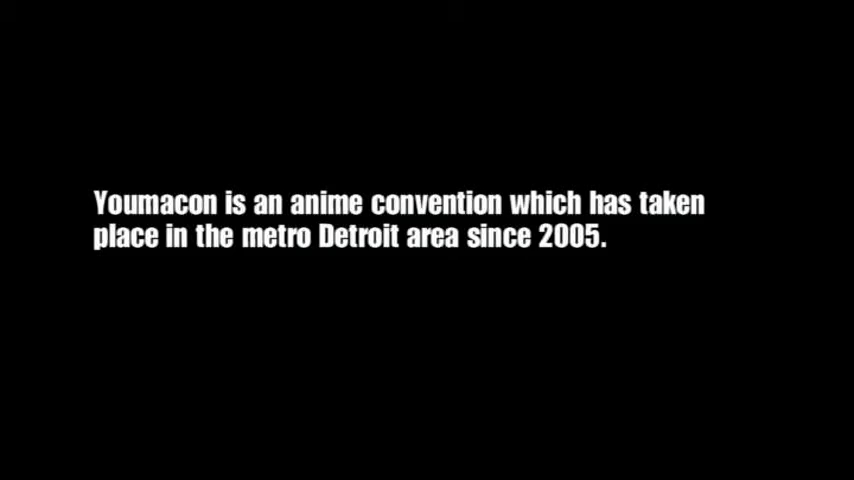 Youmacon is an anime convention which has taken
place in the metro Detroit area since 2005.